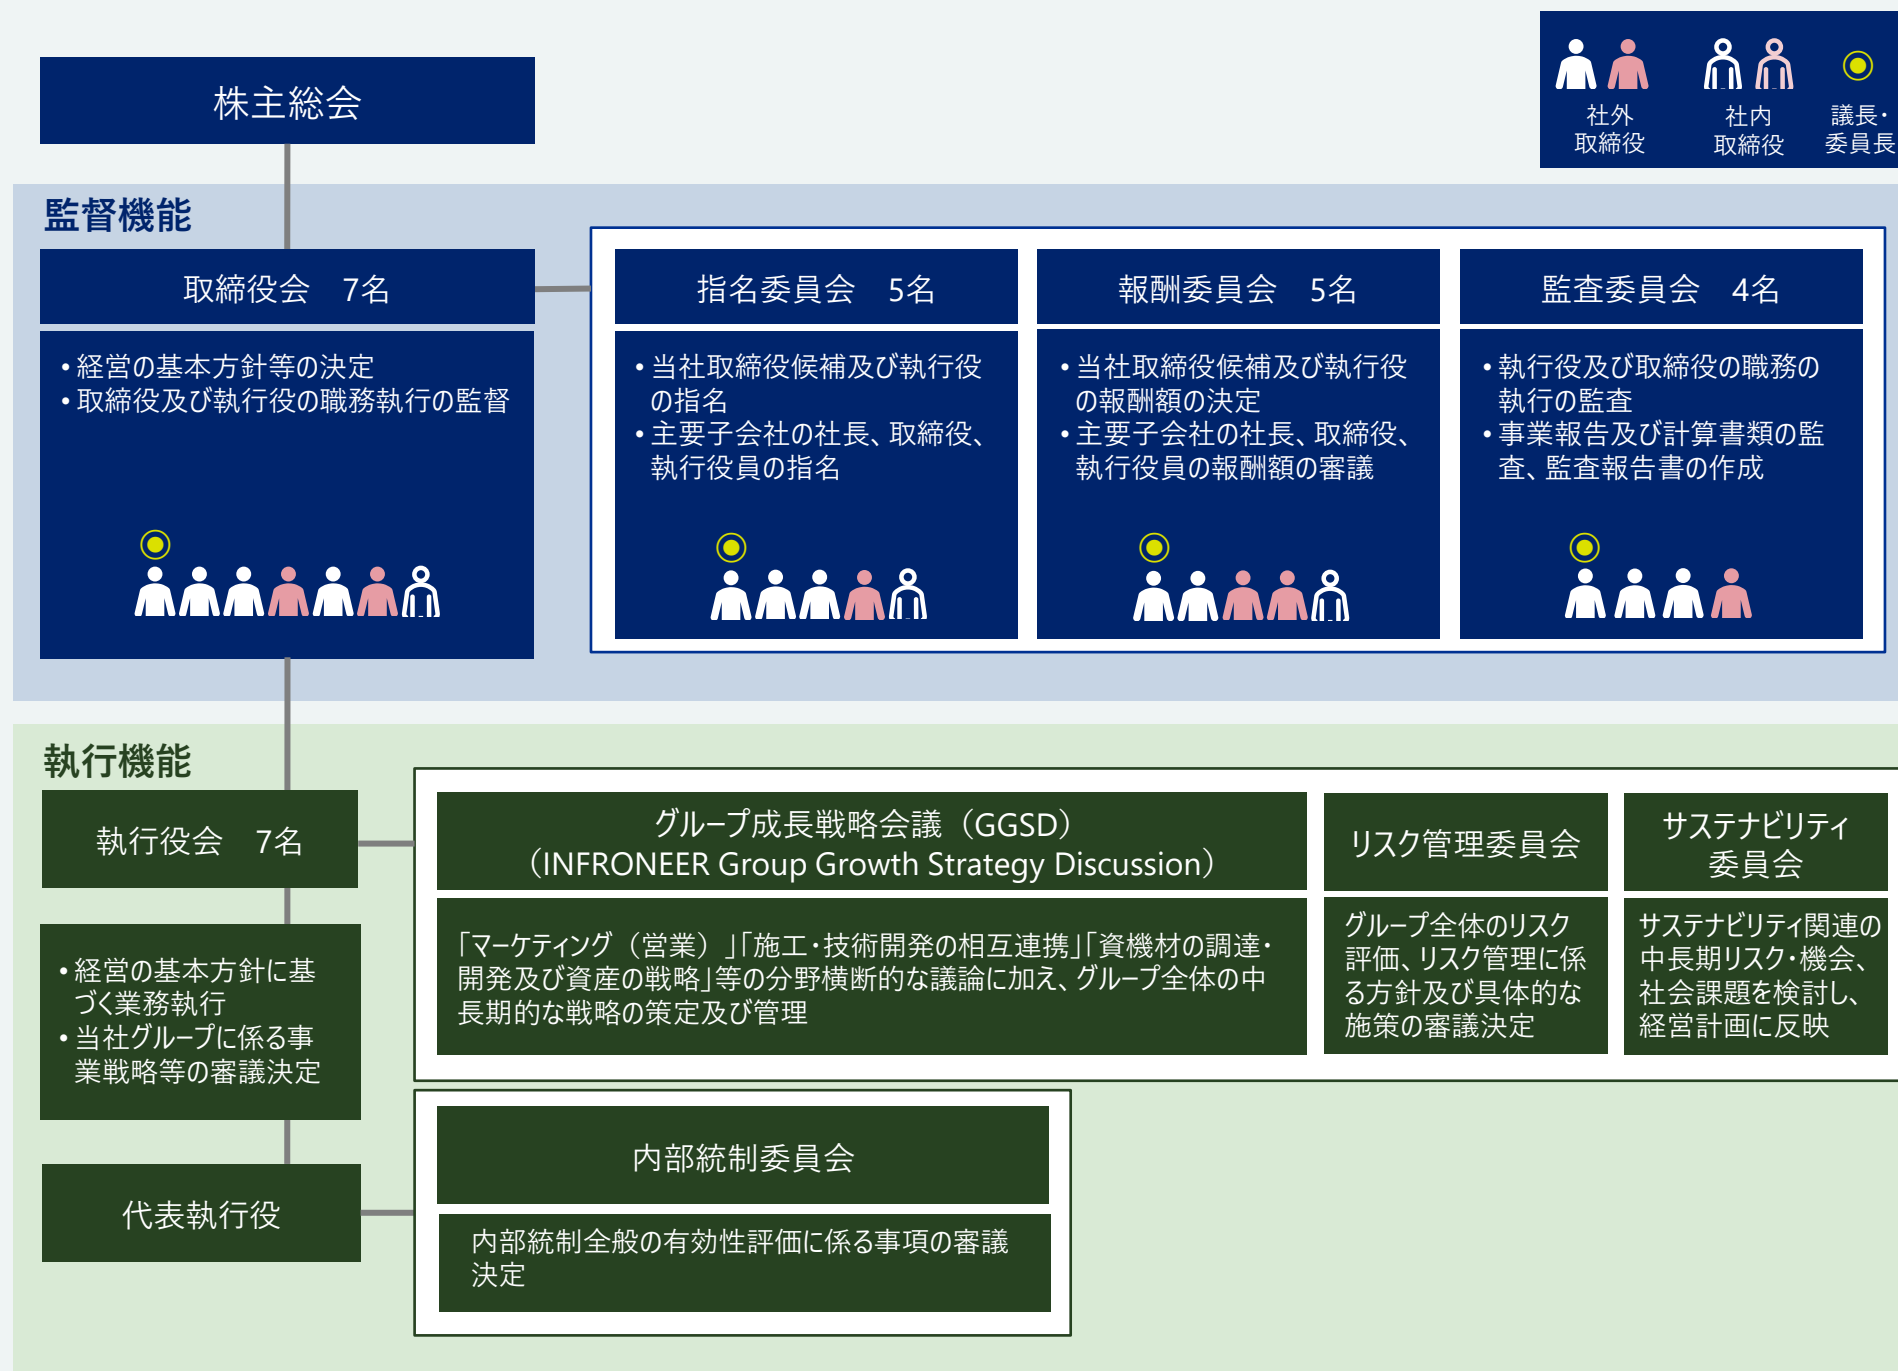 株主総会
社外
取締役
社内
取締役
議長・
委員長
監督機能
取締役会　7名
• 経営の基本方針等の決定
• 取締役及び執行役の職務執行の監督
指名委員会　5名
• 当社取締役候補及び執行役
の指名
• 主要子会社の社長、取締役、
執行役員の指名
報酬委員会　5名
• 当社取締役候補及び執行役
の報酬額の決定
• 主要子会社の社長、取締役、
執行役員の報酬額の審議
監査委員会　4名
• 執行役及び取締役の職務の
執行の監査
• 事業報告及び計算書類の監
査、監査報告書の作成
執行機能
執行役会　7名
• 経営の基本方針に基
づく業務執行
• 当社グループに係る事
業戦略等の審議決定
代表執行役
グループ成長戦略会議（GGSD）
（INFRONEER Group Growth Strategy Discussion）
「マーケティング（営業）」「施工・技術開発の相互連携」「資機材の調達・
開発及び資産の戦略」等の分野横断的な議論に加え、グループ全体の中
長期的な戦略の策定及び管理
リスク管理委員会
グループ全体のリスク
評価、リスク管理に係
る方針及び具体的な
施策の審議決定
サステナビリティ
委員会
サステナビリティ関連の
中長期リスク・機会、
社会課題を検討し、
経営計画に反映
内部統制委員会
内部統制全般の有効性評価に係る事項の審議
決定